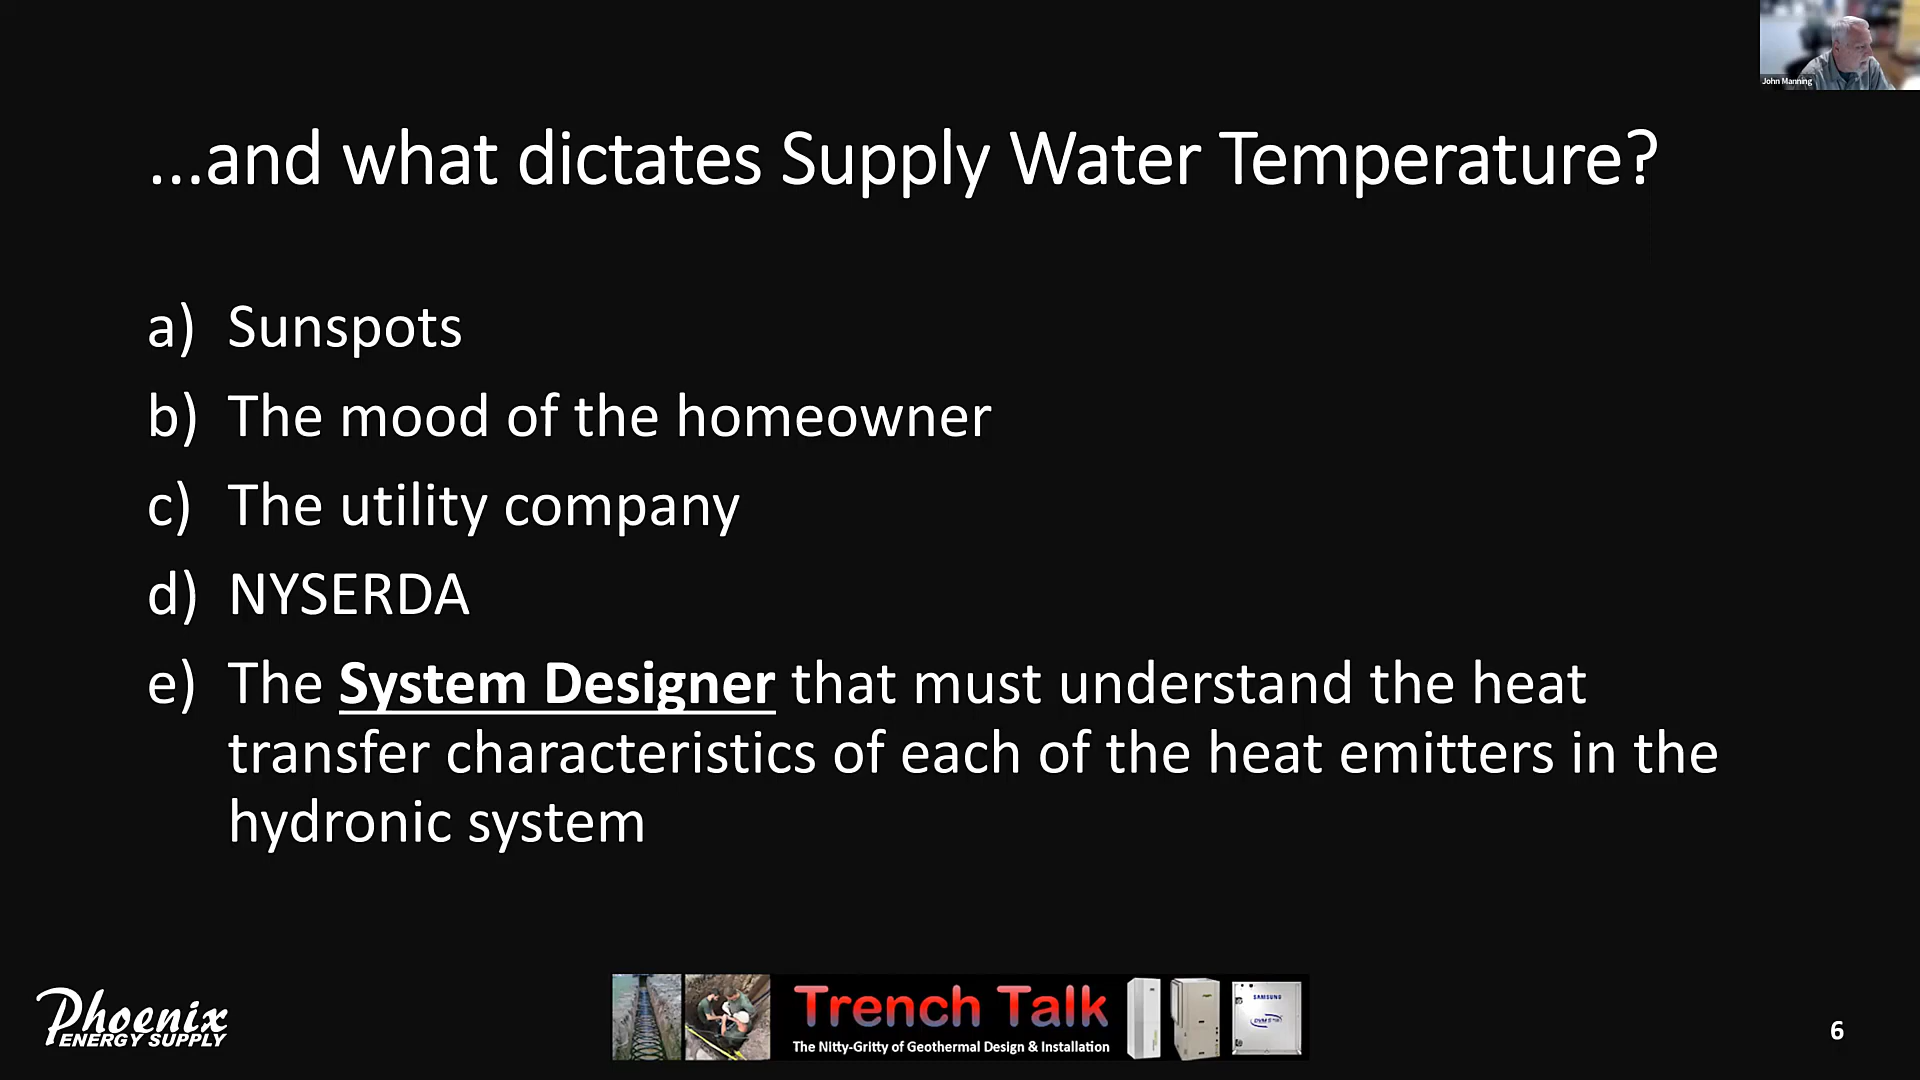 John Manning
...and what dictates Supply Water Temperature?
a) Sunspots
b) The mood of the homeowner
c) The utility company
d) NYSERDA
e) The System Designer that must understand the heat
transfer characteristics of each of the heat emitters in the
hydronic system
Phoenix
ENERGY SUPPLY
Trench Talk
The Nitty-Gritty of Geothermal Design & Installation
SAMSUNG
6